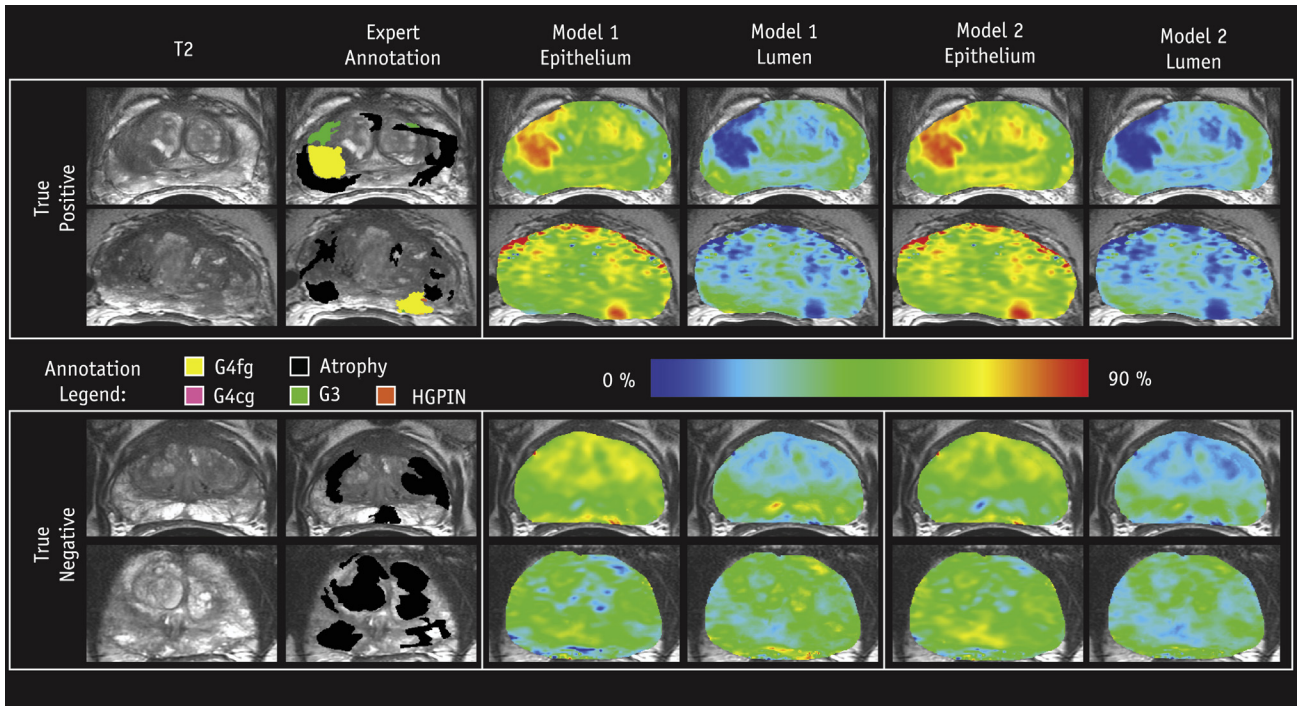 T2
Expert
Annotation
Model 1
Epithelium
Model 1
Lumen
Model 2
Epithelium
Model 2
Lumen
True
Positive
Annotation
Legend:
G4fg
Atrophy
G4cg
G3
HGPIN
0 %
90 %
True
Negative